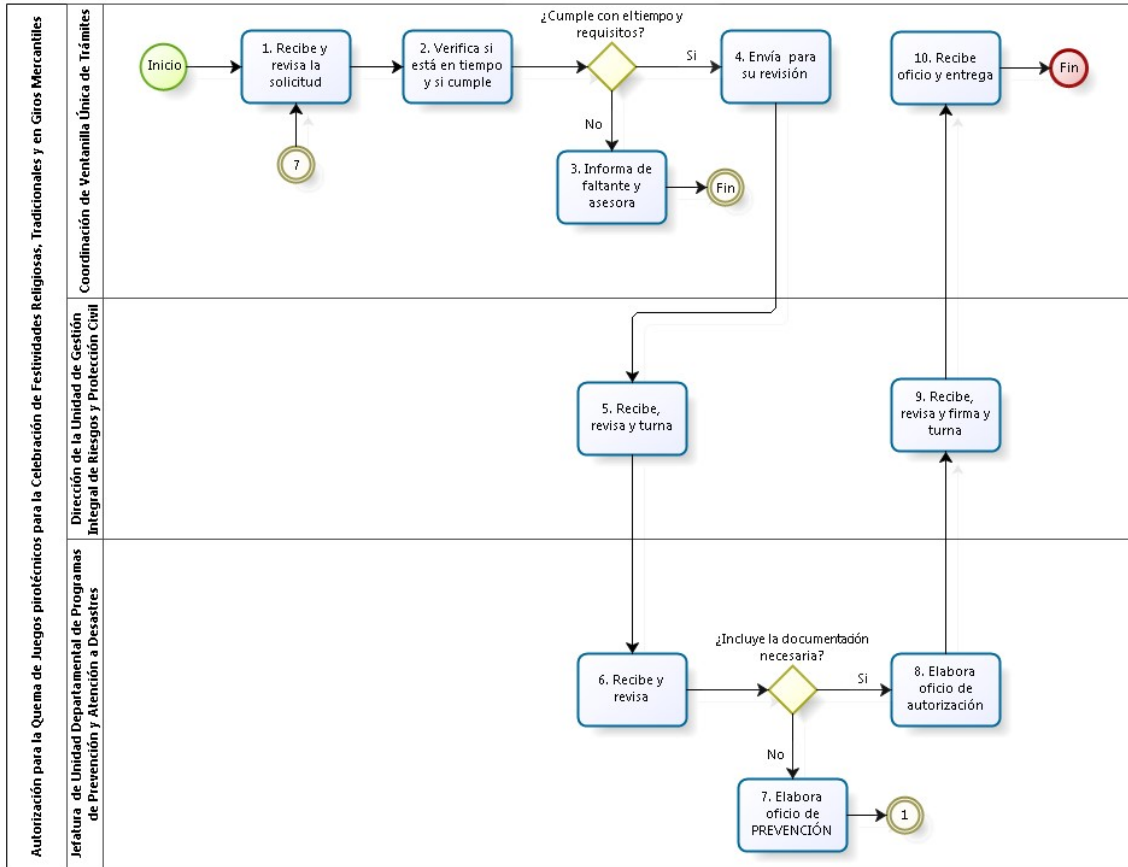 Autorización para la Quema de Juegos pirotécnicos para la Celebración de Festividades Religiosas, Tradicionales y en Giros Mercantiles
Coordinación de Ventanilla Única de Trámites
Inicio
1. Recibe y
revisa la
solicitud
7
2. Verifica si
está en tiempo
y si cumple
¿Cumple con el tiempo y
requisitos?
Si
No
3. Informa de
faltante y
asesora
Fin
4. Envía para
su revisión
10. Recibe
oficio y entrega
Fin
Dirección de la Unidad de Gestión
Integral de Riesgos y Protección Civil
5. Recibe,
revisa y turna
9. Recibe,
revisa y firma y
turna
Jefatura de Unidad Departamental de Programas
de Prevención y Atención a Desastres
6. Recibe y
revisa
¿Incluye la documentación
necesaria?
Si
No
7. Elabora
oficio de
PREVENCIÓN
1
8. Elabora
oficio de
autorización